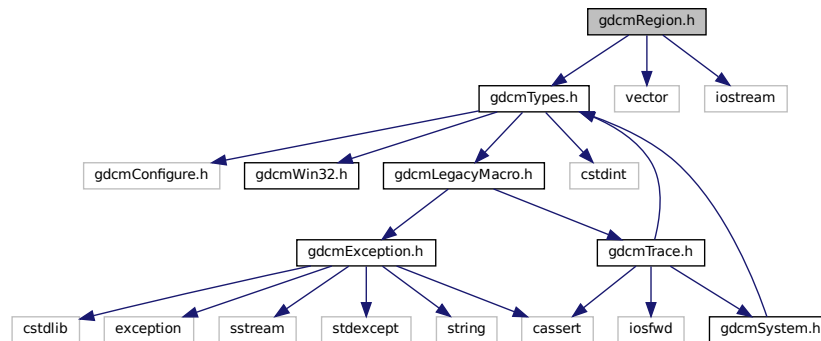 gdcmRegion.h
gdcmTypes.h
vector
iostream
gdcmConfigure.h
gdcmWin32.h
gdcmLegacyMacro.h
cstdint
gdcmException.h
gdcmTrace.h
cstdlib
exception
sstream
stdexcept
string
cassert
iosfwd
gdcmSystem.h